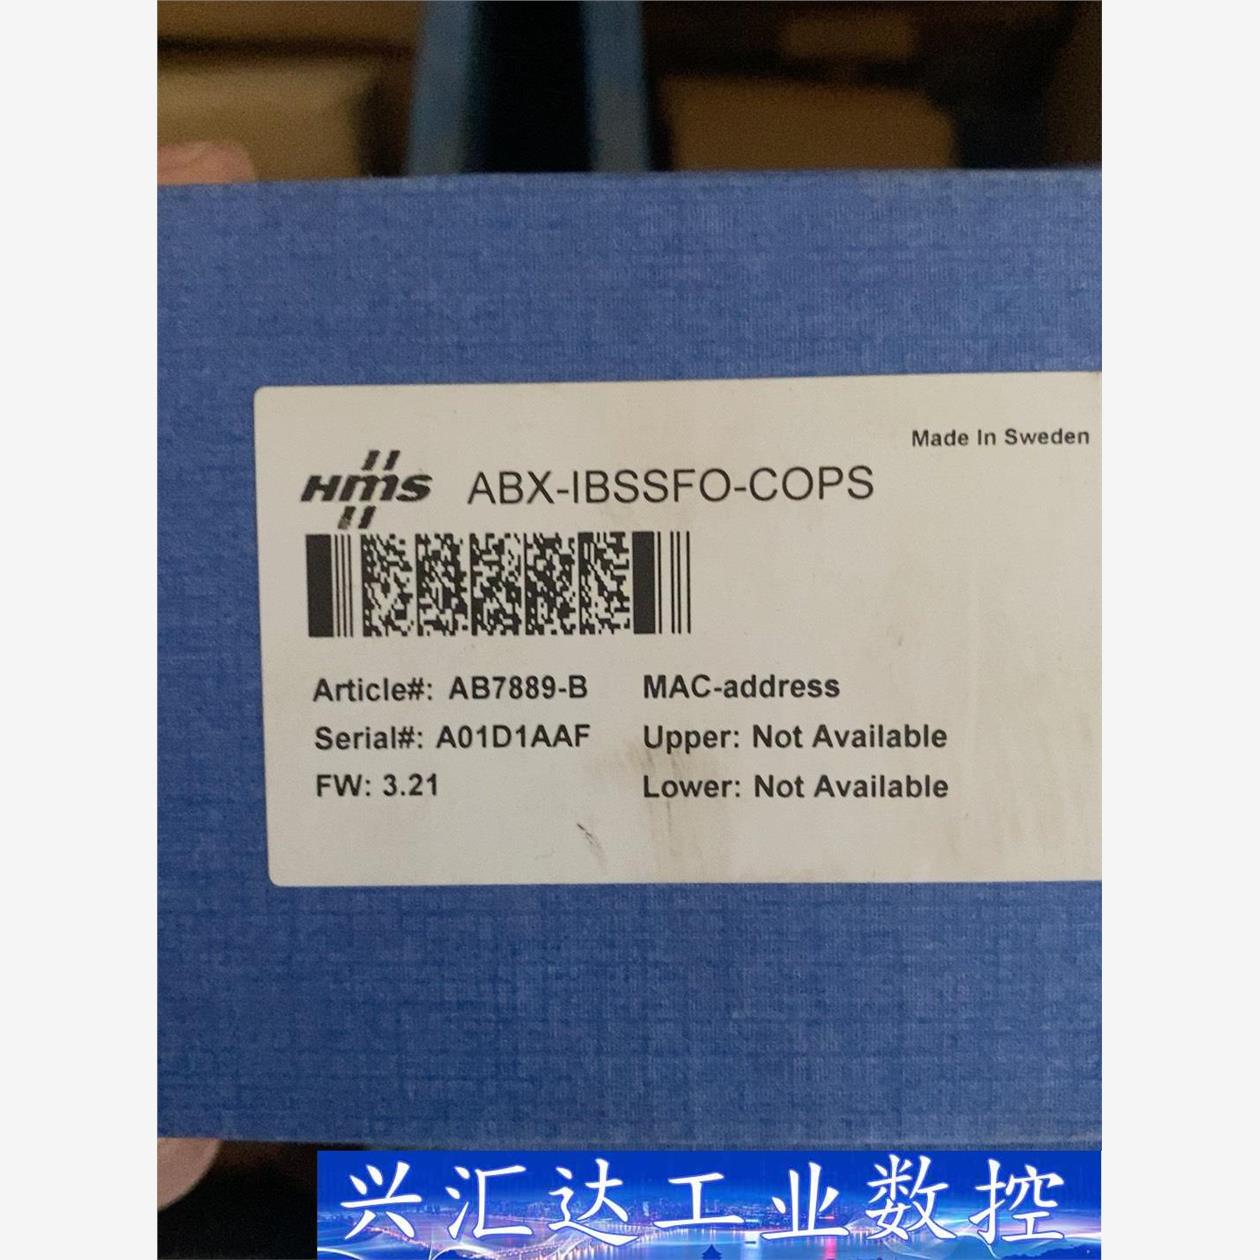 Made In Sweden
HMS ABX-IBSSFO-COPS
Article#: AB7889-B MAC-address
Serial#: A01D1AAF Upper: Not Available
FW: 3.21 Lower: Not Available
兴汇达工业数控